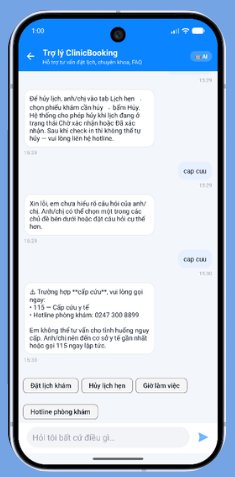 1:00
Trợ lý ClinicBooking
Hỗ trợ tư vấn đặt lịch, chuyên khoa, FAQ
AI
15:29
Để hủy lịch, anh/chị vào tab Lịch hẹn →
chọn phiếu khám cần hủy → bấm Hủy.
Hệ thống cho phép hủy khi lịch đang ở
trạng thái Chờ xác nhận hoặc Đã xác
nhận. Sau khi check in thì không thể tự
hủy — vui lòng liên hệ hotline.
15:29
cap cuu
15:29
Xin lỗi, em chưa hiểu rõ câu hỏi của anh/
chị. Anh/chị có thể chọn một trong các
chủ đề bên dưới hoặc đặt câu hỏi cụ thể
hơn.
15:29
cap cuu
15:30
⚠ Trường hợp **cấp cứu**, vui lòng gọi
ngay:
• 115 — Cấp cứu y tế
• Hotline phòng khám: 0247 300 8899
Em không thể tư vấn cho tình huống nguy
cấp. Anh/chị nên đến cơ sở y tế gần nhất
hoặc gọi 115 ngay lập tức.
15:30
Đặt lịch khám
Hủy lịch hẹn
Giờ làm việc
Hotline phòng khám
Hỏi tôi bất cứ điều gì...